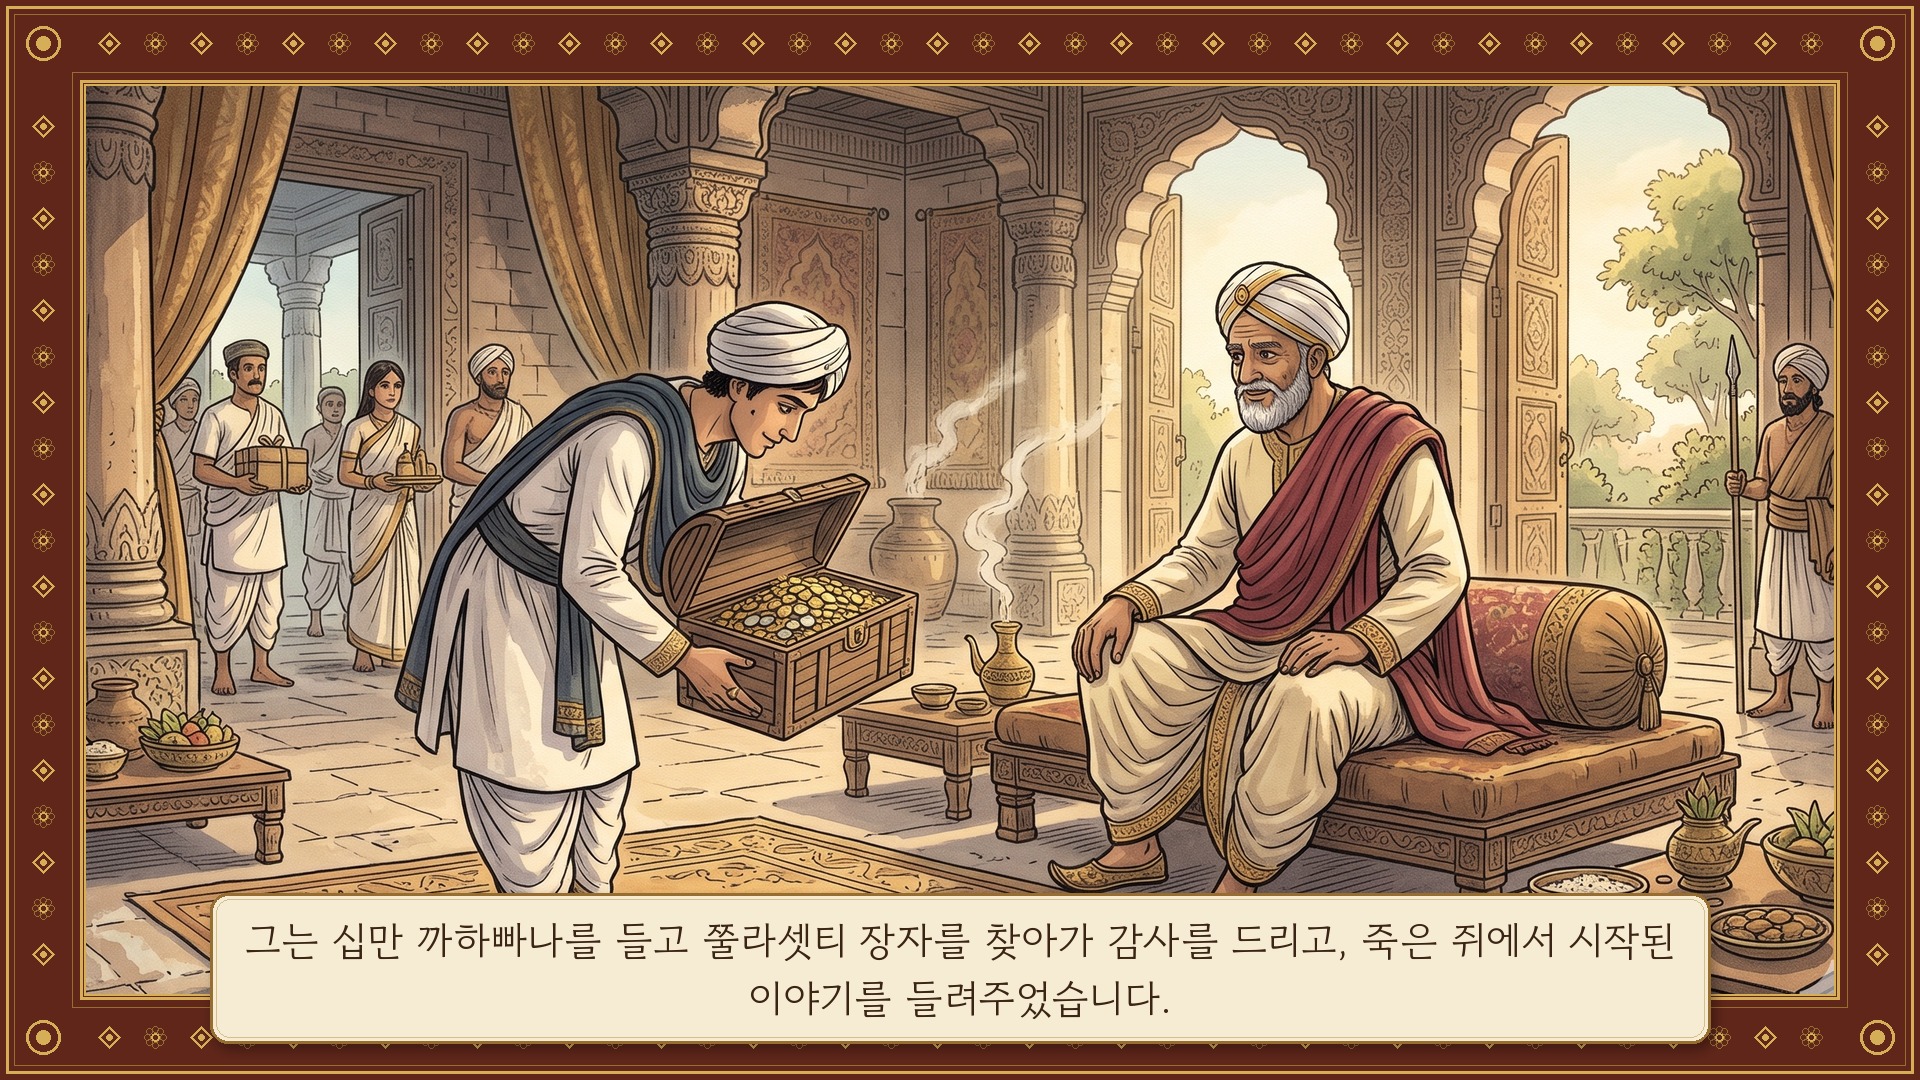 그는 십만 까하빠나를 들고 쭐라셋티 장자를 찾아가 감사를 드리고, 죽은 쥐에서 시작된
이야기를 들려주었습니다.